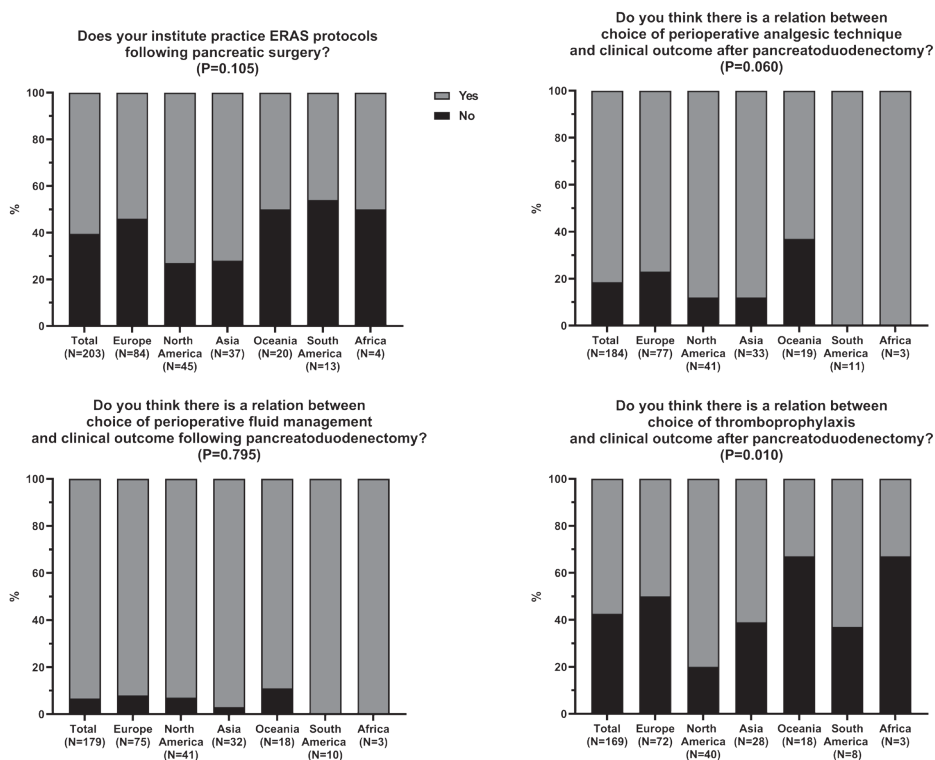 Does your institute practice ERAS protocols
following pancreatic surgery?
(P=0.105)
100
80
60
40
20
0
%
Total Europe North Asia Oceania South Africa
(N=203) (N=84) America (N=37) (N=20) America (N=4)
(N=45) (N=13)
Yes
No
Do you think there is a relation between
choice of perioperative analgesic technique
and clinical outcome after pancreatoduodenectomy?
(P=0.060)
100
80
60
40
20
0
%
Total Europe North Asia Oceania South Africa
(N=184) (N=77) America (N=33) (N=19) America (N=3)
(N=41) (N=11)
Do you think there is a relation between
choice of perioperative fluid management
and clinical outcome following pancreatoduodenectomy?
(P=0.795)
100
80
60
40
20
0
%
Total Europe North Asia Oceania South Africa
(N=179) (N=75) America (N=32) (N=18) America (N=3)
(N=41) (N=10)
Do you think there is a relation between
choice of thromboprophylaxis
and clinical outcome after pancreatoduodenectomy?
(P=0.010)
100
80
60
40
20
0
%
Total Europe North Asia Oceania South Africa
(N=169) (N=72) America (N=28) (N=18) America (N=3)
(N=40) (N=8)